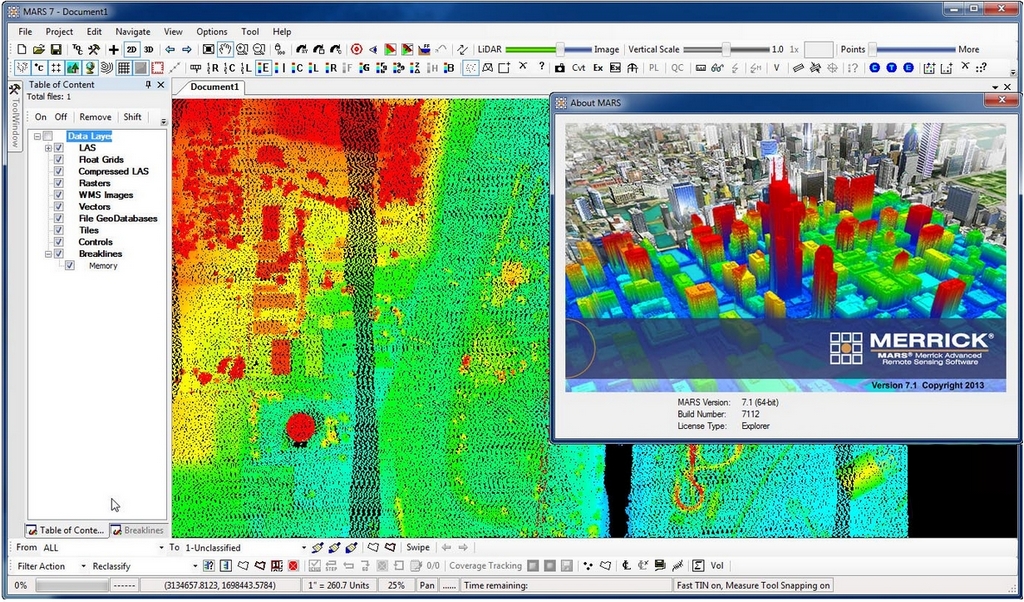 MARS 7 - Document1
File Project Edit Navigate Options Tool Help
2D 3D LiDAR Image Vertical Scale 1.0 1x Points More
Cvt Ex Ex PL QC V
Table of Content
Total files: 1
Document1
ToolWindow
On Off Remove Shift
Data Layer
LAS
Float Grids
Compressed LAS
Rasters
WMS Images
Vectors
File GeoDatabases
Tiles
Controls
Breaklines
Memory
About MARS
MERRICK®
MARS® Merrick Advanced
Remote Sensing Software
Version 7.1 Copyright 2013
MARS Version: 7.1 (64-bit)
Build Number: 7112
License Type: Explorer
Table of Conte... Breaklines
From ALL To 1-Unclassified Swipe
Filter Action Reclassify 0/0 Coverage Tracking Vol
0% ------ (3134657.8123, 1698443.5784) 1" = 260.7 Units 25% Pan ...... Time remaining: Fast TIN on, Measure Tool Snapping on